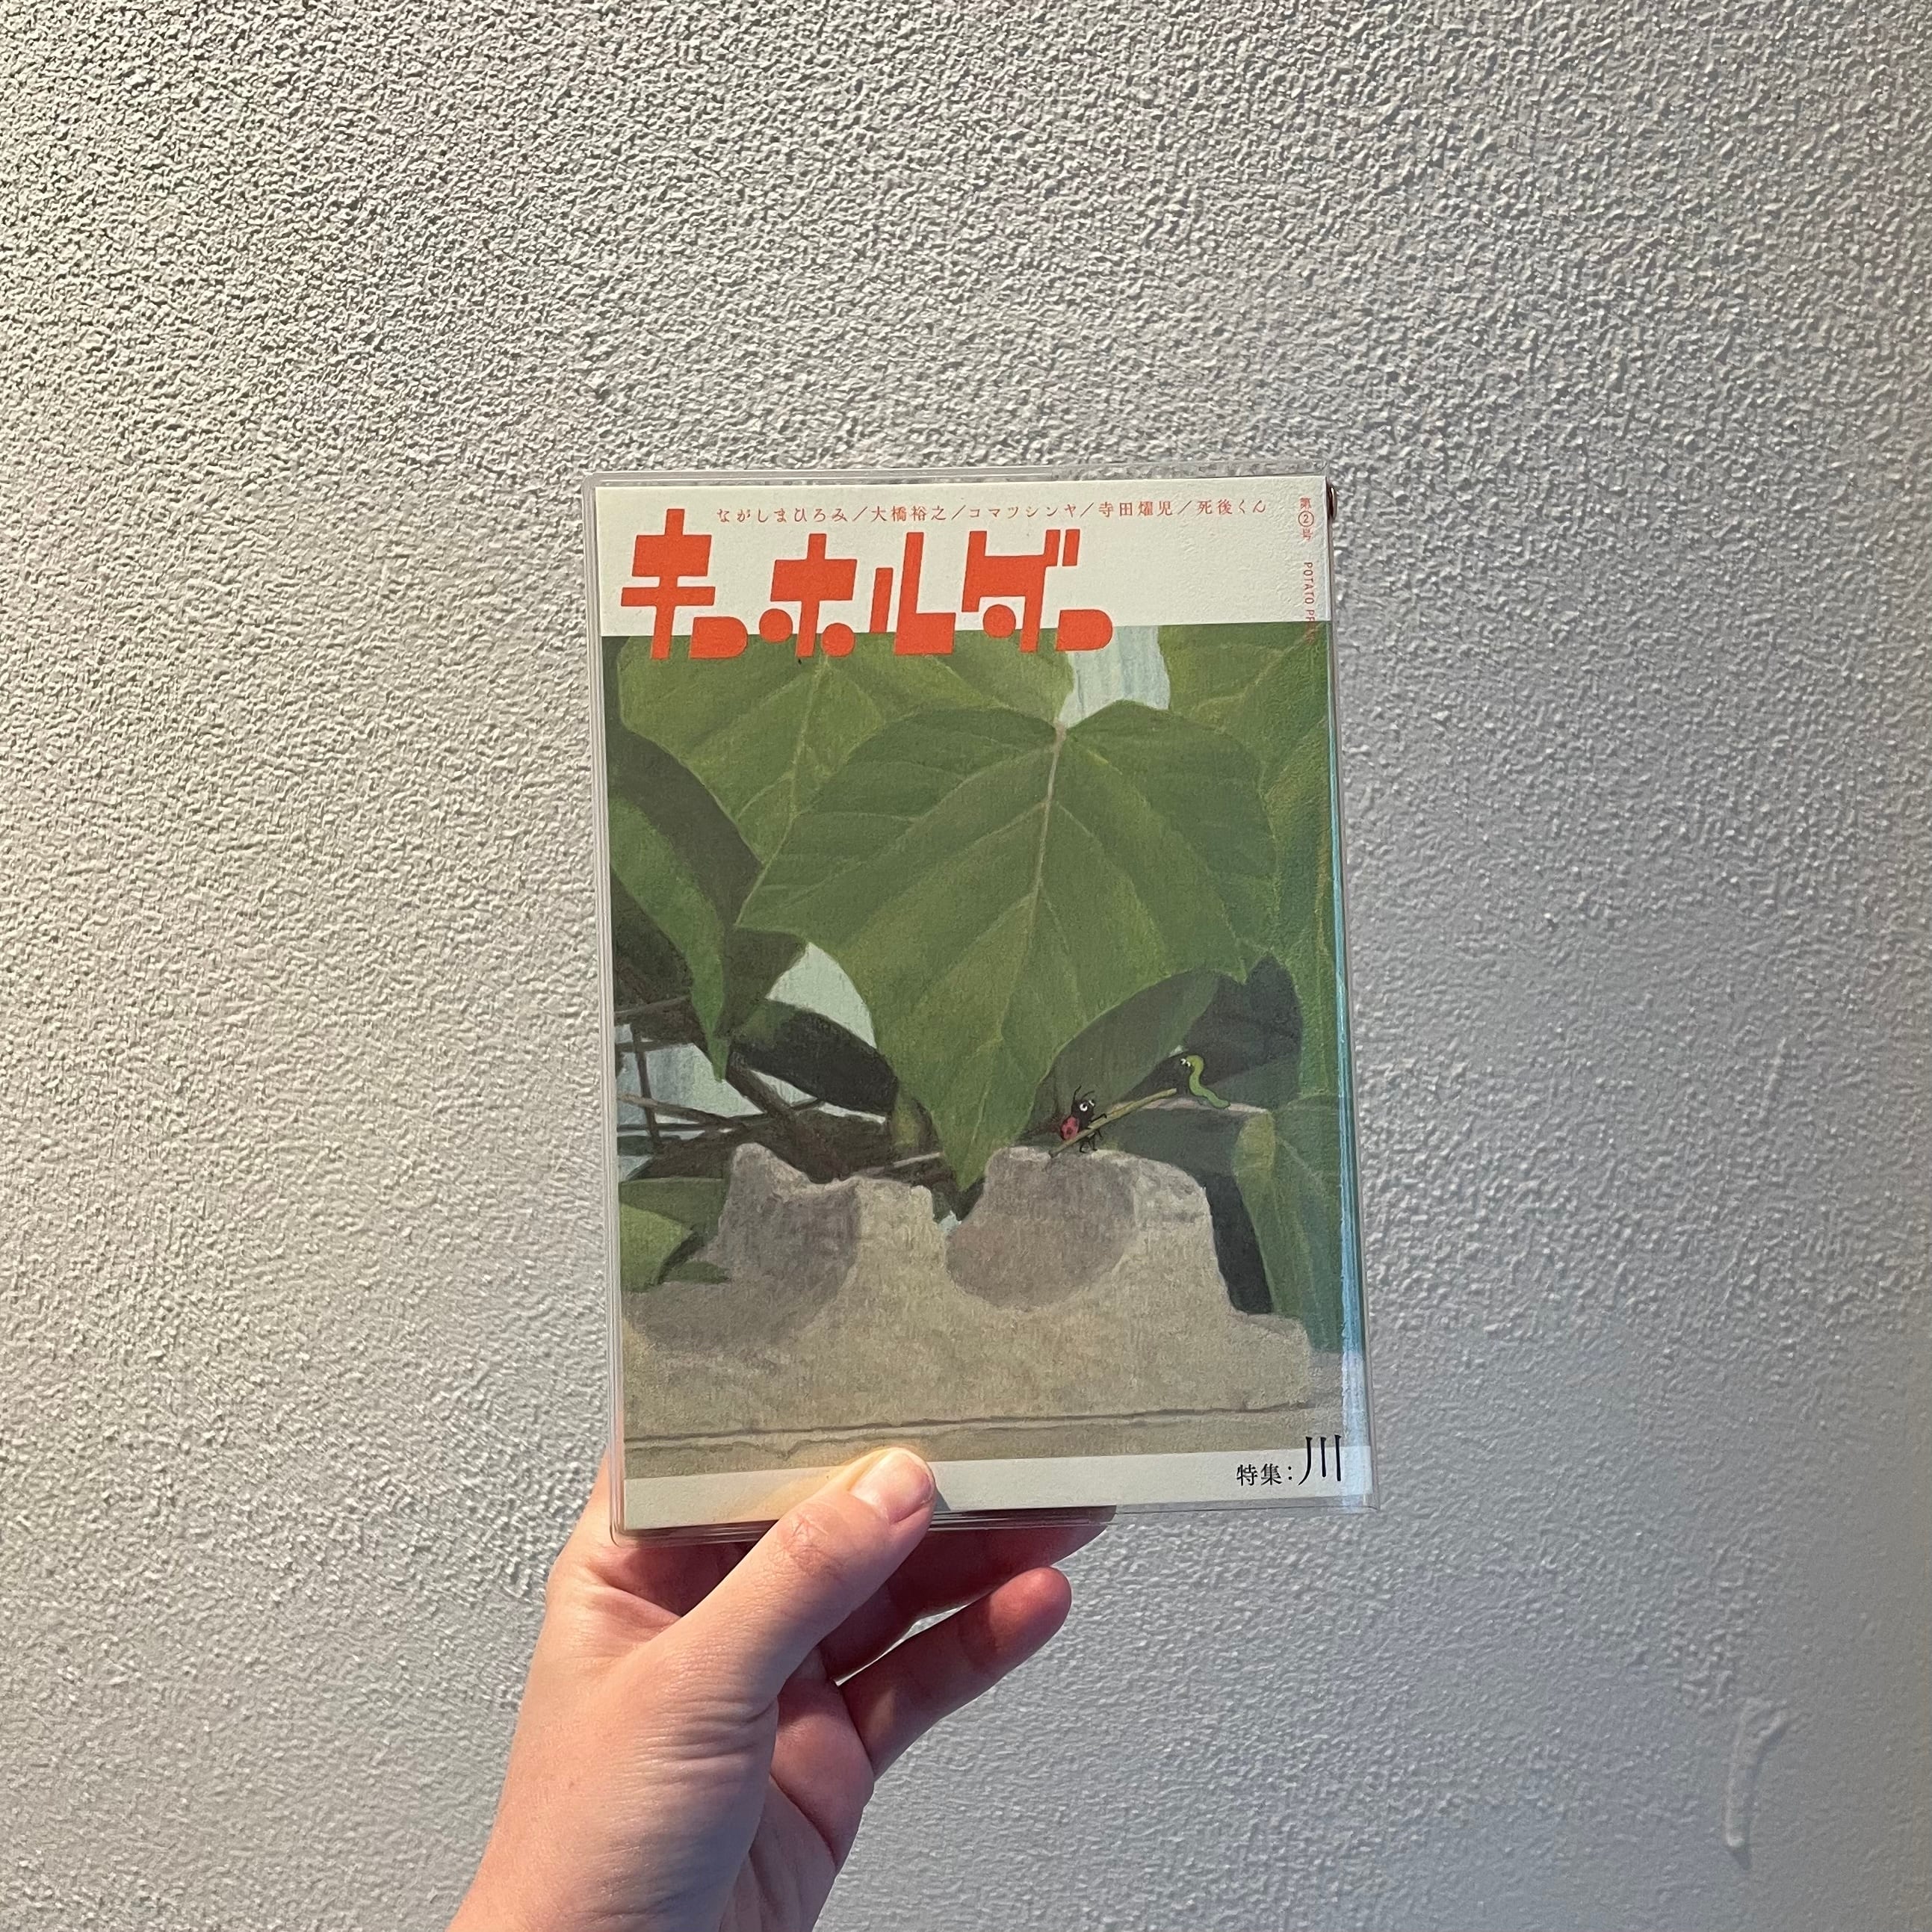 ながしまひろみ／大橋裕之／コマツシンヤ／寺田燿児／死後くん
キーホルダー
第②号
POTATO PR
特集:川